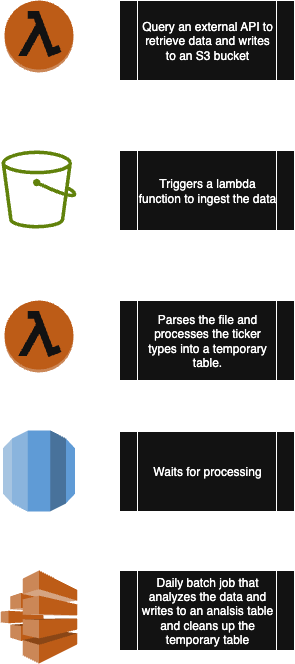 Query an external API to
retrieve data and writes
to an S3 bucket
Triggers a lambda
function to ingest the data
Parses the file and
processes the ticker
types into a temporary
table.
Waits for processing
Daily batch job that
analyzes the data and
writes to an analsis table
and cleans up the
temporary table